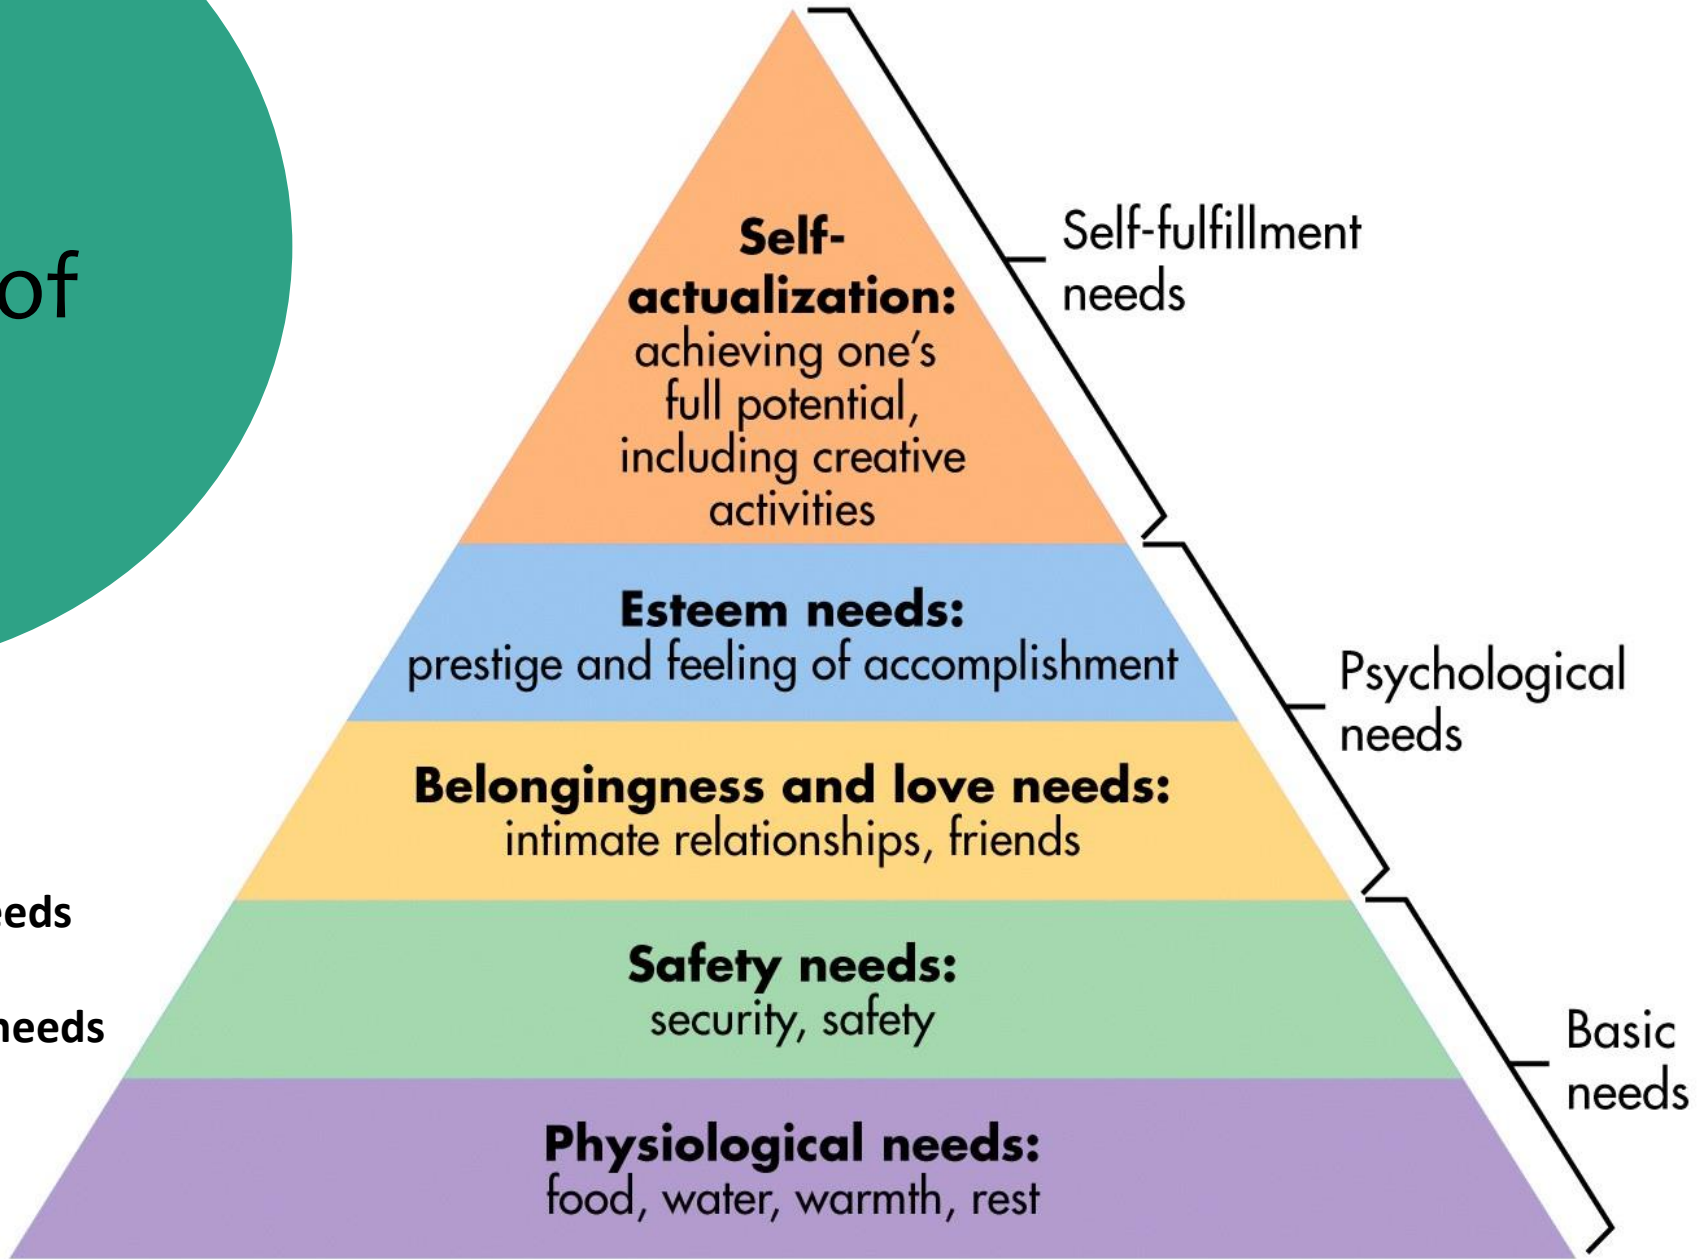 of
Self-
actualization:
achieving one's
full potential,
including creative
activities
Self-fulfillment
needs
Esteem needs:
prestige and feeling of accomplishment
Psychological
needs
Belongingness and love needs:
intimate relationships, friends
eeds
Safety needs:
security, safety
needs
Basic
needs
Physiological needs:
food, water, warmth, rest